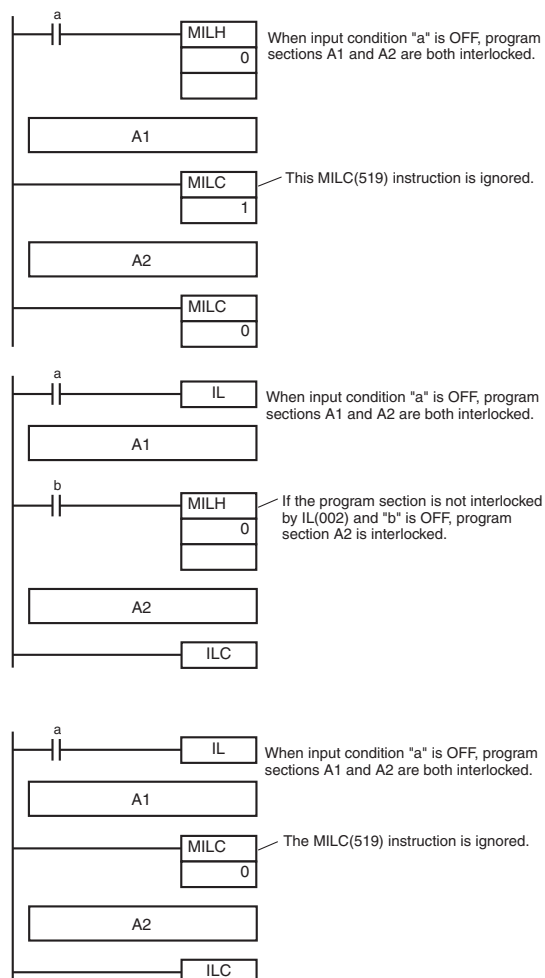 a
MILH
When input condition "a" is OFF, program
sections A1 and A2 are both interlocked.
0
A1
MILC
This MILC(519) instruction is ignored.
1
A2
MILC
0
a
IL
When input condition "a" is OFF, program
sections A1 and A2 are both interlocked.
A1
b
MILH
If the program section is not interlocked
by IL(002) and "b" is OFF, program
section A2 is interlocked.
0
A2
ILC
a
IL
When input condition "a" is OFF, program
sections A1 and A2 are both interlocked.
A1
MILC
The MILC(519) instruction is ignored.
0
A2
ILC